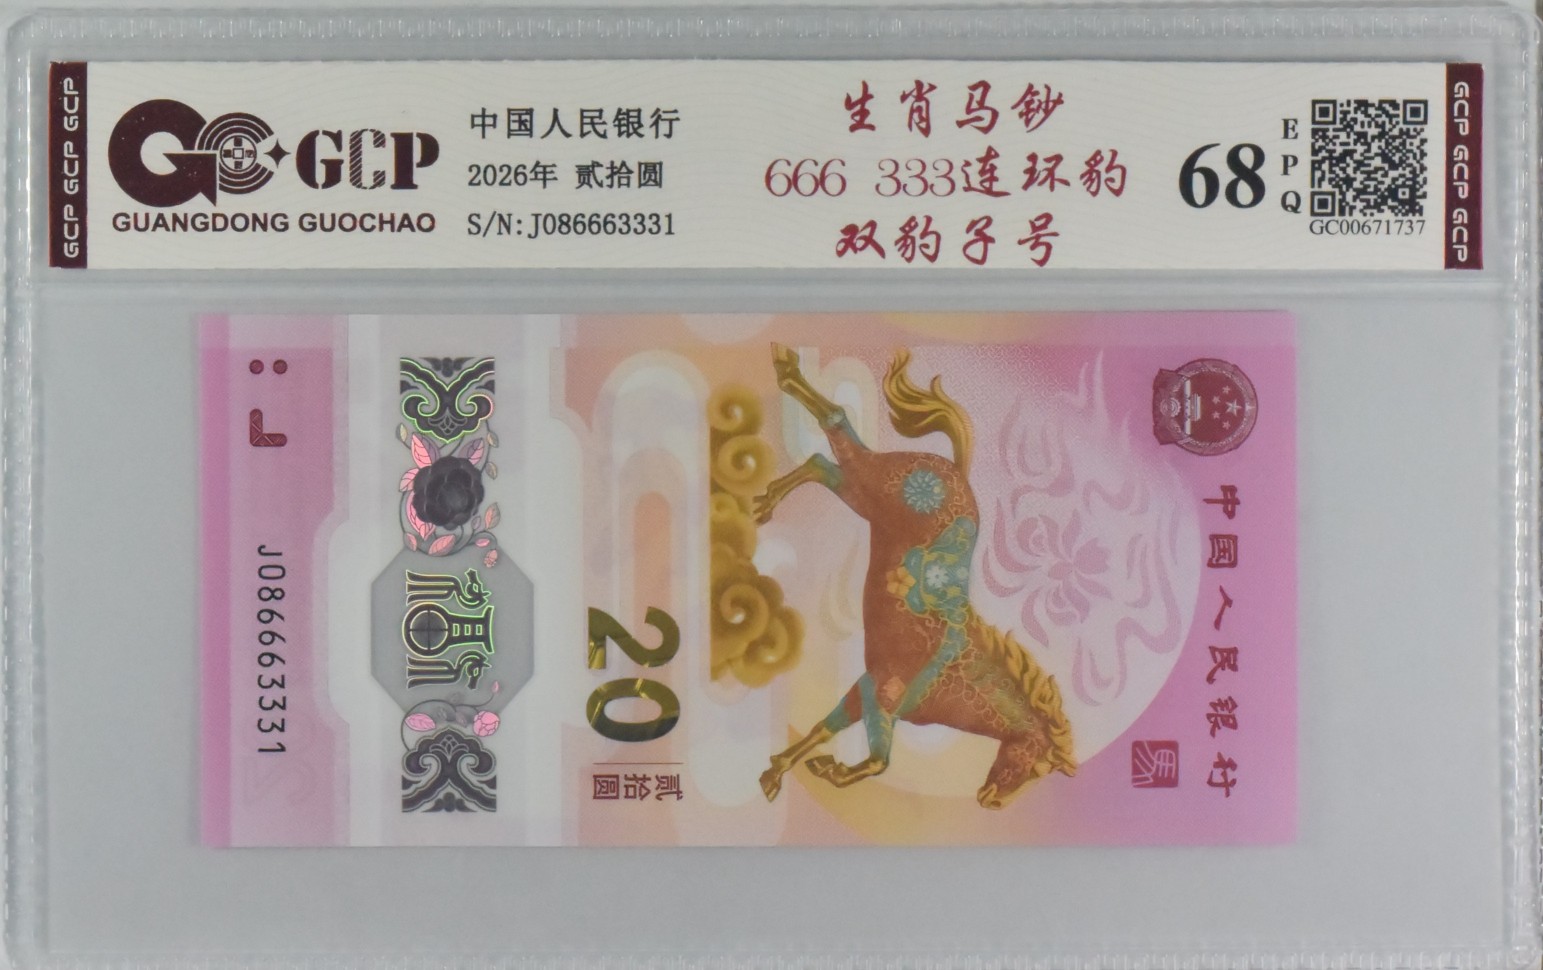 GCP GCP GCP
GCP
GUANGDONG GUOCHAO
中国人民银行
2026年 贰拾圆
S/N:J086663331
生肖马钞
666 333连环豹
双豹子号
68
EPQ
GC00671737
GCP GCP GCP
中国人民银行
馬
20
贰拾圆
J
J086663331